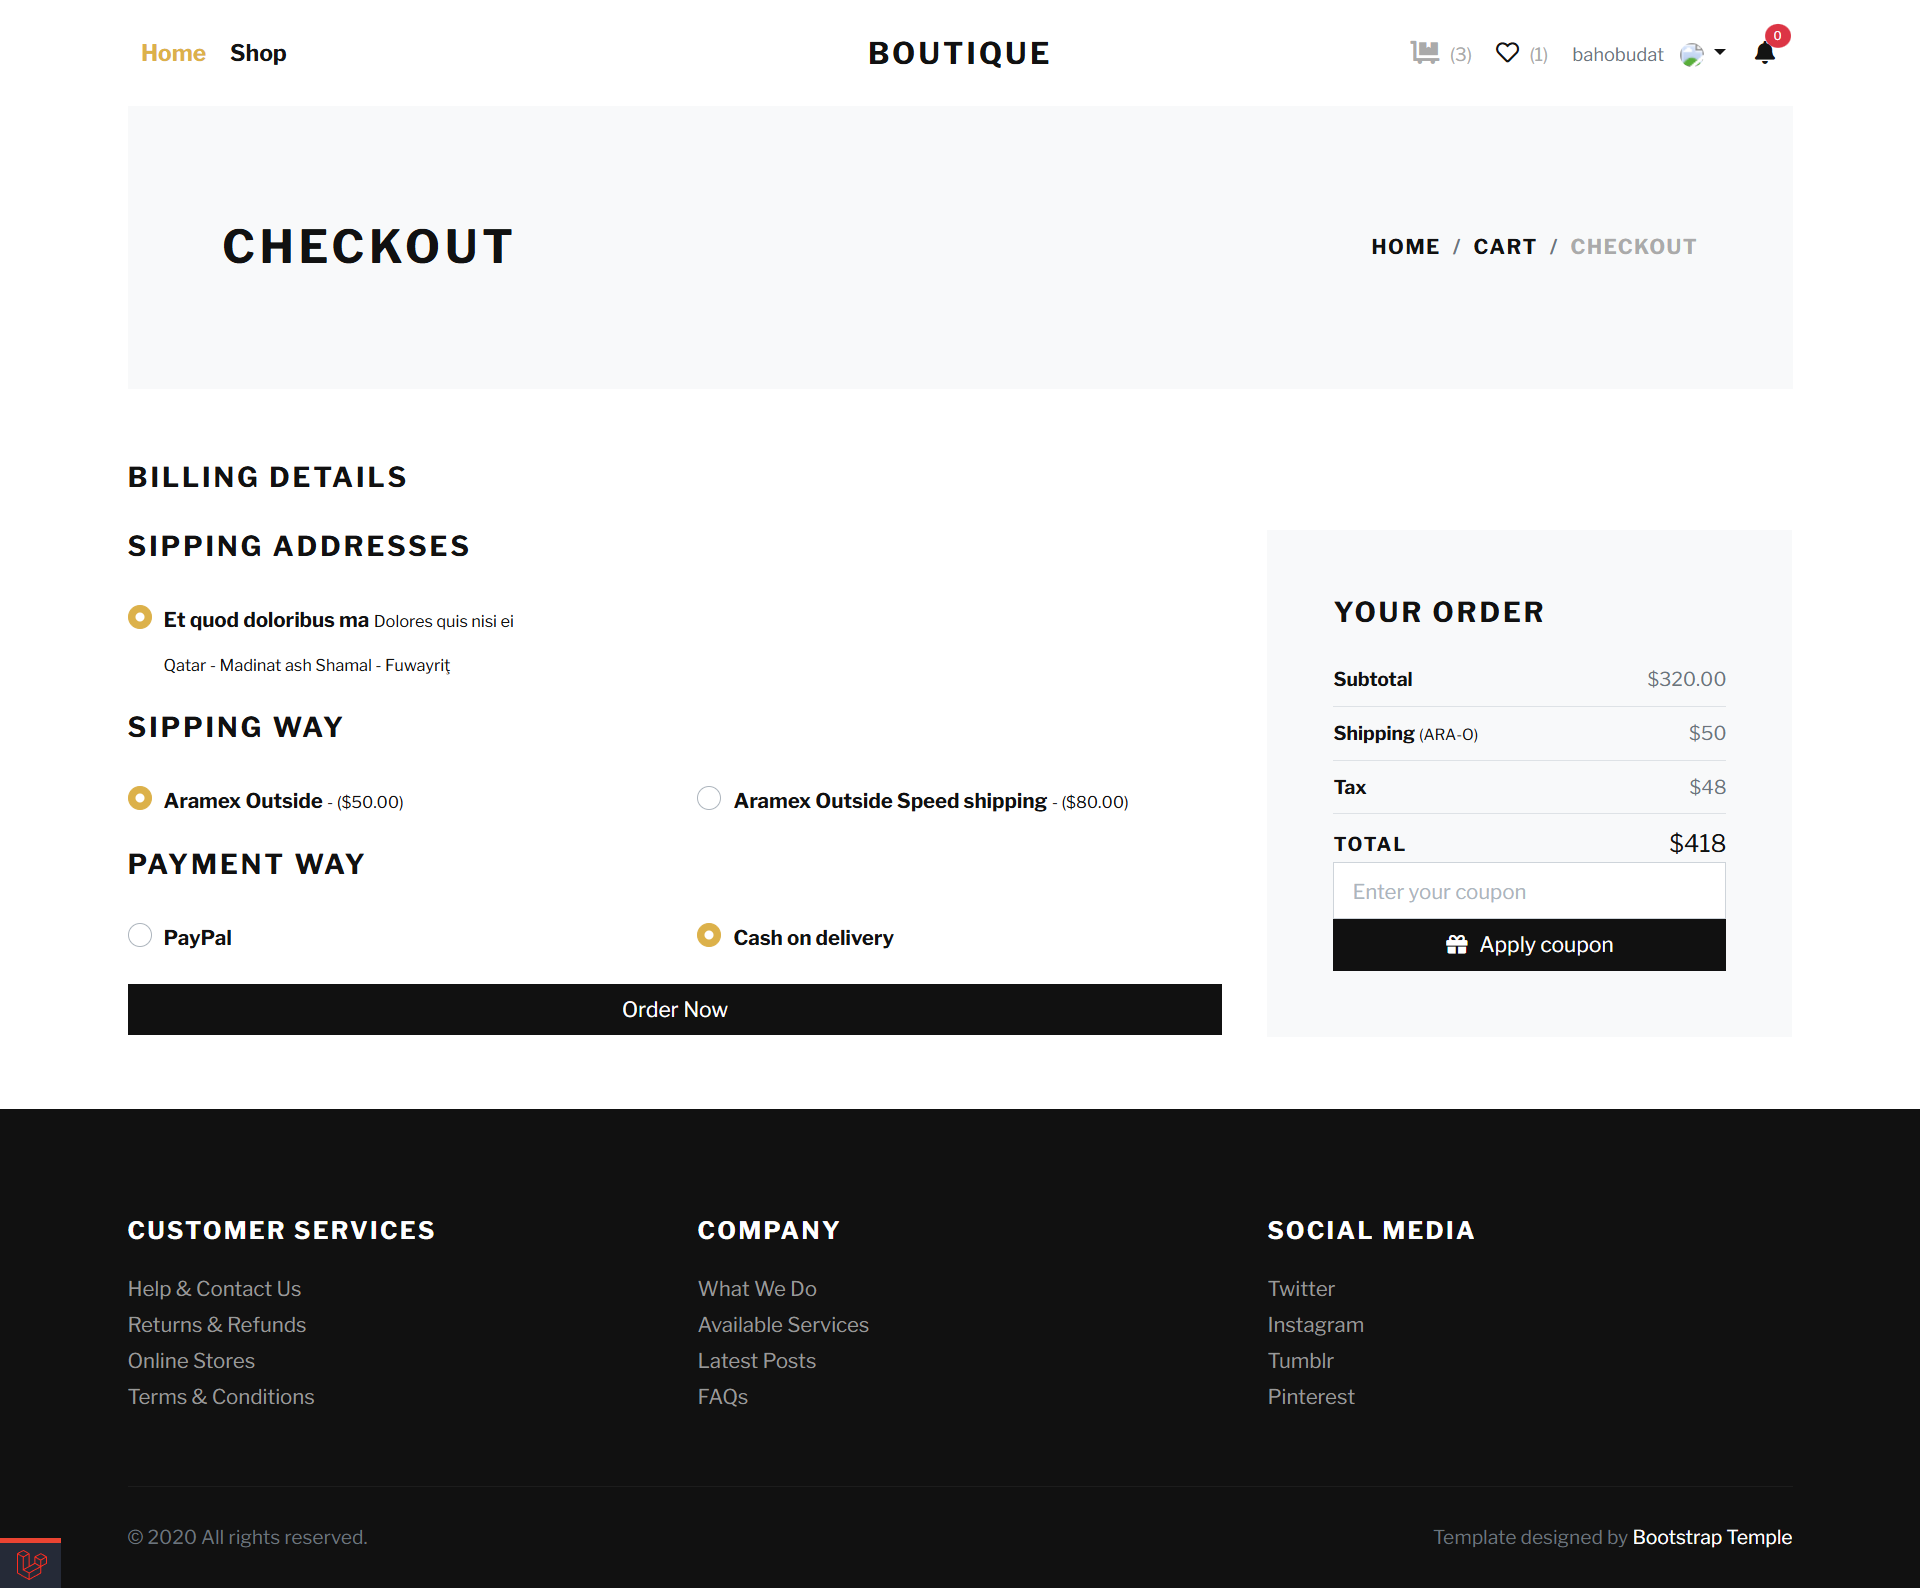 Home Shop BOUTIQUE (3) (1) bahobudat 0
CHECKOUT HOME / CART / CHECKOUT
BILLING DETAILS
SIPPING ADDRESSES
Et quod doloribus ma Dolores quis nisi ei
Qatar - Madinat ash Shamal - Fuwayriţ
SIPPING WAY
Aramex Outside - ($50.00) Aramex Outside Speed shipping - ($80.00)
PAYMENT WAY
PayPal Cash on delivery
Order Now
YOUR ORDER
Subtotal $320.00
Shipping (ARA-O) $50
Tax $48
TOTAL $418
Enter your coupon
Apply coupon
CUSTOMER SERVICES
Help & Contact Us
Returns & Refunds
Online Stores
Terms & Conditions
COMPANY
What We Do
Available Services
Latest Posts
FAQs
SOCIAL MEDIA
Twitter
Instagram
Tumblr
Pinterest
© 2020 All rights reserved. Template designed by Bootstrap Temple